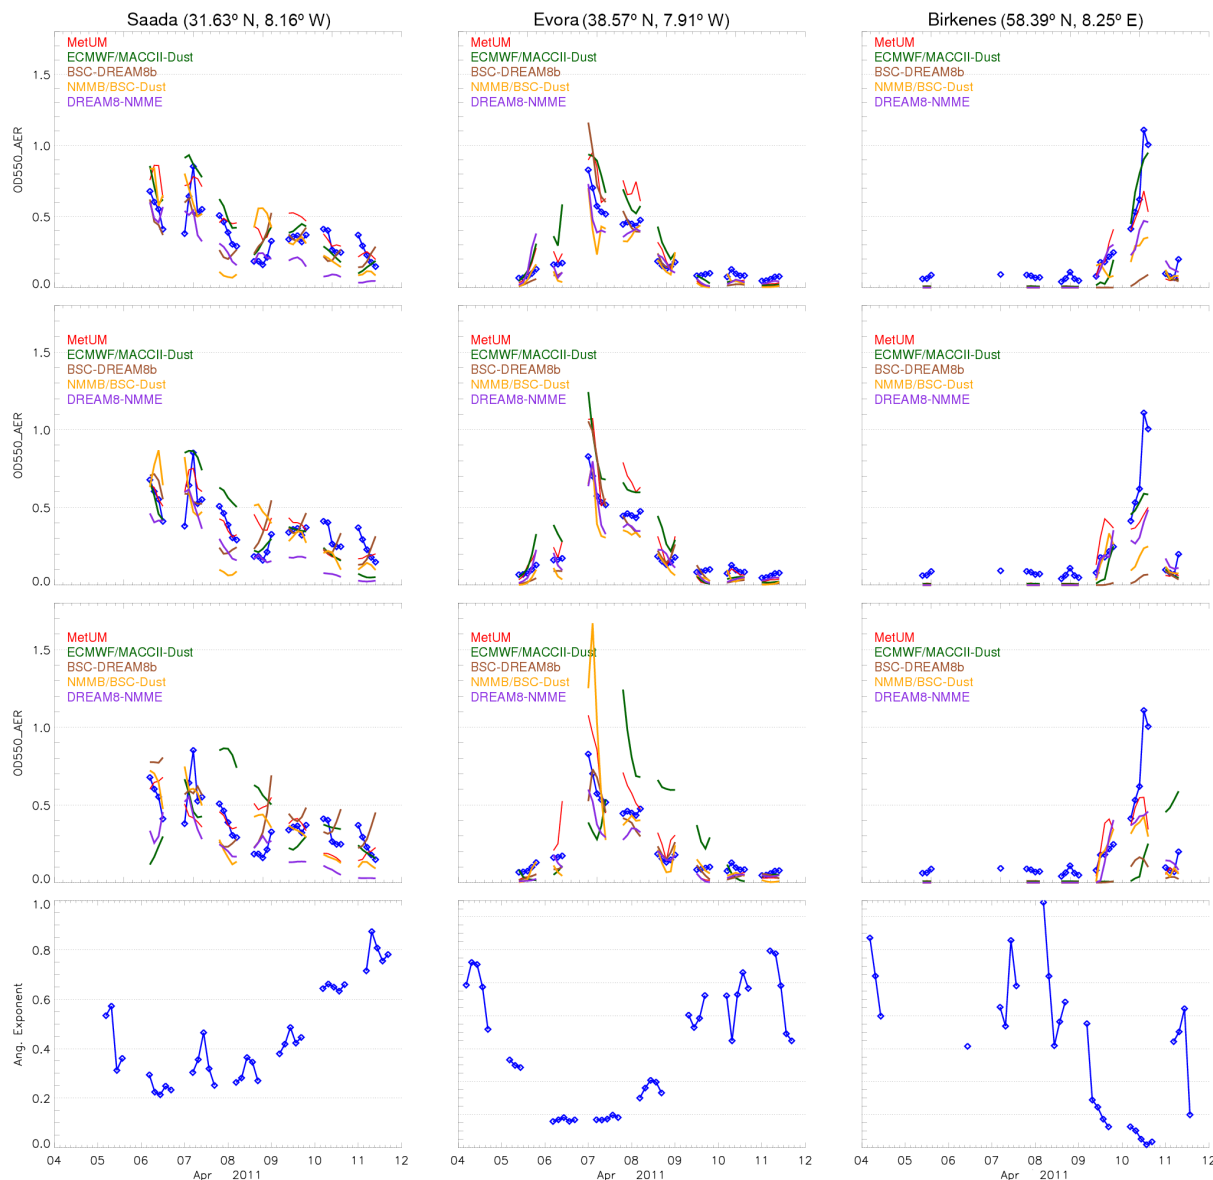 Saada (31.63º N, 8.16º W)
Evora (38.57º N, 7.91º W)
Birkenes (58.39º N, 8.25º E)
MetUM
ECMWF/MACCII-Dust
BSC-DREAM8b
NMMB/BSC-Dust
DREAM8-NMME
MetUM
ECMWF/MACCII-Dust
BSC-DREAM8b
NMMB/BSC-Dust
DREAM8-NMME
MetUM
ECMWF/MACCII-Dust
BSC-DREAM8b
NMMB/BSC-Dust
DREAM8-NMME
OD550_AER
1.5
1.0
0.5
0.0
MetUM
ECMWF/MACCII-Dust
BSC-DREAM8b
NMMB/BSC-Dust
DREAM8-NMME
MetUM
ECMWF/MACCII-Dust
BSC-DREAM8b
NMMB/BSC-Dust
DREAM8-NMME
MetUM
ECMWF/MACCII-Dust
BSC-DREAM8b
NMMB/BSC-Dust
DREAM8-NMME
OD550_AER
1.5
1.0
0.5
0.0
MetUM
ECMWF/MACCII-Dust
BSC-DREAM8b
NMMB/BSC-Dust
DREAM8-NMME
MetUM
ECMWF/MACCII-Dust
BSC-DREAM8b
NMMB/BSC-Dust
DREAM8-NMME
MetUM
ECMWF/MACCII-Dust
BSC-DREAM8b
NMMB/BSC-Dust
DREAM8-NMME
OD550_AER
1.5
1.0
0.5
0.0
Ang. Exponent
1.0
0.8
0.6
0.4
0.2
0.0
04 05 06 07 08 09 10 11 12
Apr 2011
04 05 06 07 08 09 10 11 12
Apr 2011
04 05 06 07 08 09 10 11 12
Apr 2011